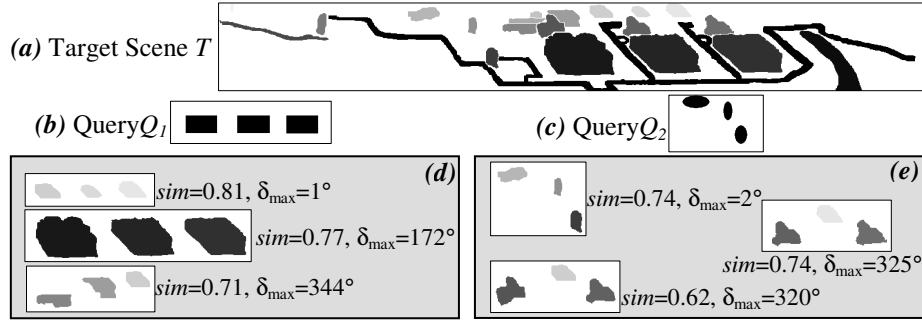 (a) Target Scene T
(b) QueryQ1
(c) QueryQ2
(d)
sim=0.81, δmax=1°
sim=0.77, δmax=172°
sim=0.71, δmax=344°
(e)
sim=0.74, δmax=2°
sim=0.74, δmax=325°
sim=0.62, δmax=320°